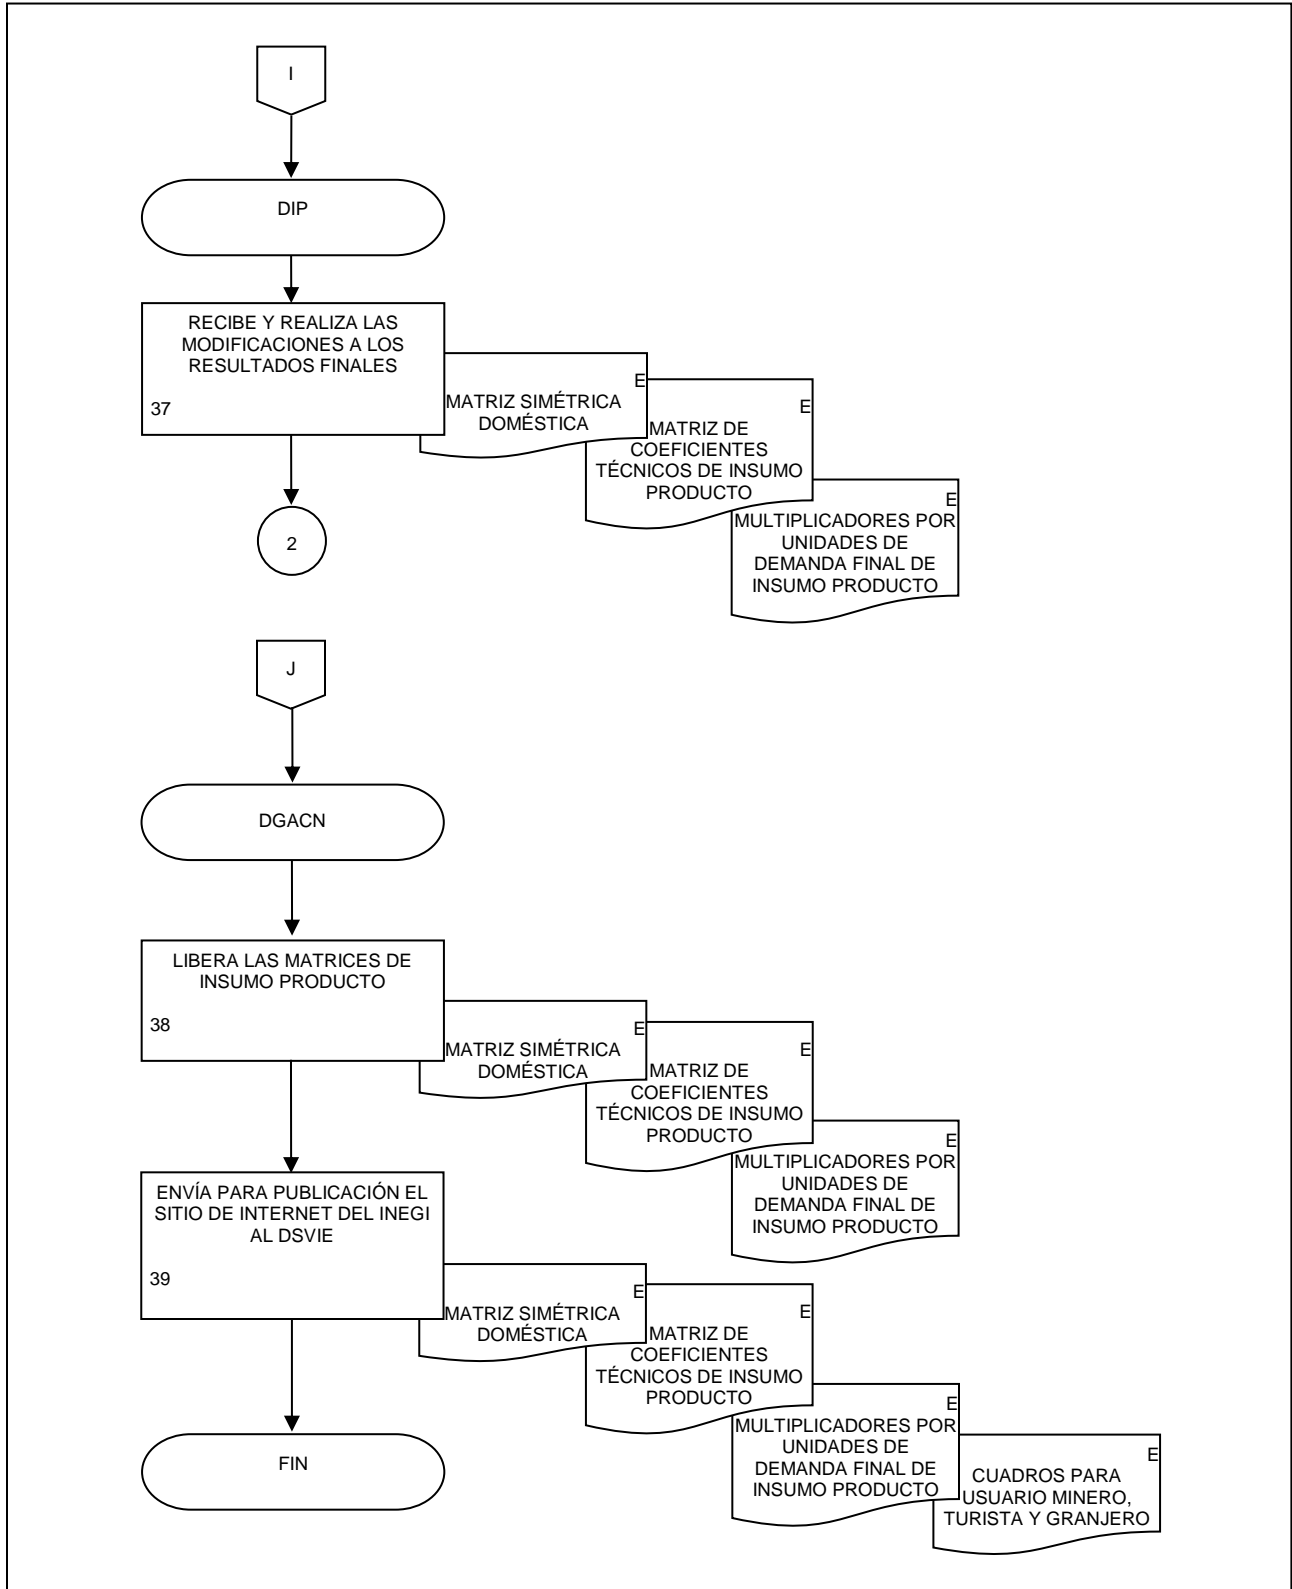 I
DIP
RECIBE Y REALIZA LAS
MODIFICACIONES A LOS
RESULTADOS FINALES
37
E
MATRIZ SIMÉTRICA
DOMÉSTICA
E
MATRIZ DE
COEFICIENTES
TÉCNICOS DE INSUMO
PRODUCTO
E
MULTIPLICADORES POR
UNIDADES DE
DEMANDA FINAL DE
INSUMO PRODUCTO
2
J
DGACN
LIBERA LAS MATRICES DE
INSUMO PRODUCTO
38
E
MATRIZ SIMÉTRICA
DOMÉSTICA
E
MATRIZ DE
COEFICIENTES
TÉCNICOS DE INSUMO
PRODUCTO
E
MULTIPLICADORES POR
UNIDADES DE
DEMANDA FINAL DE
INSUMO PRODUCTO
ENVÍA PARA PUBLICACIÓN EL
SITIO DE INTERNET DEL INEGI
AL DSVIE
39
E
MATRIZ SIMÉTRICA
DOMÉSTICA
E
MATRIZ DE
COEFICIENTES
TÉCNICOS DE INSUMO
PRODUCTO
E
MULTIPLICADORES POR
UNIDADES DE
DEMANDA FINAL DE
INSUMO PRODUCTO
E
CUADROS PARA
USUARIO MINERO,
TURISTA Y GRANJERO
FIN